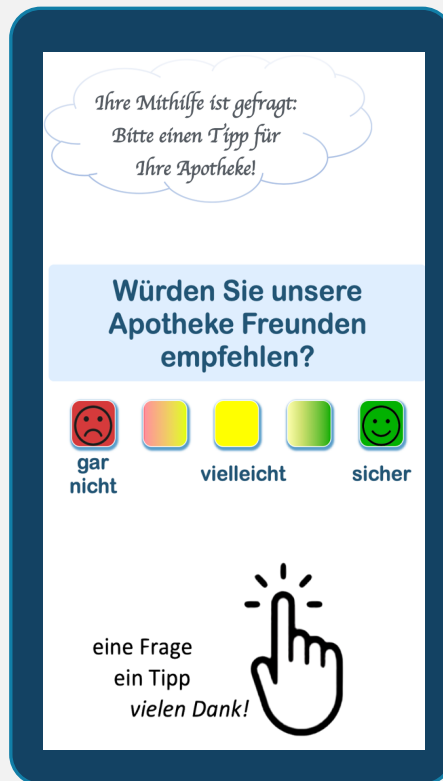 Ihre Mithilfe ist gefragt:
Bitte einen Tipp für
Ihre Apotheke!
Würden Sie unsere
Apotheke Freunden
empfehlen?
gar
nicht
vielleicht
sicher
eine Frage
ein Tipp
vielen Dank!